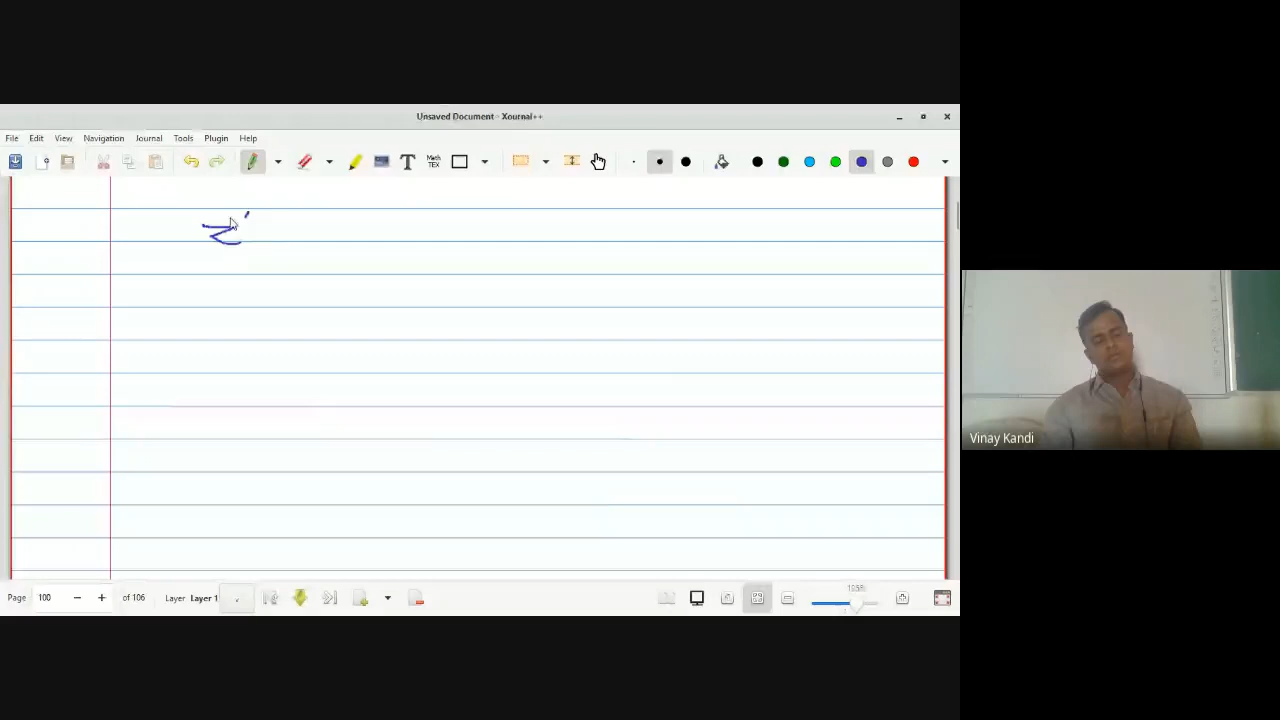 Unsaved Document - Xournal++
File Edit View Navigation Journal Tools Plugin Help
T Math TEX
Vinay Kandi
Page 100 of 106 Layer Layer 1